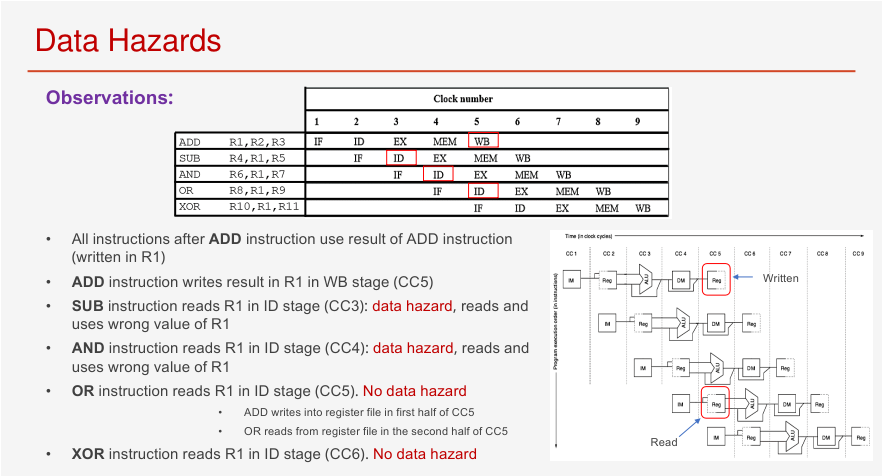 Data Hazards
Observations:
Clock number
1 2 3 4 5 6 7 8 9
ADD R1,R2,R3 IF ID EX MEM WB
SUB R4,R1,R5 IF ID EX MEM WB
AND R6,R1,R7 IF ID EX MEM WB
OR R8,R1,R9 IF ID EX MEM WB
XOR R10,R1,R11 IF ID EX MEM WB
• All instructions after ADD instruction use result of ADD instruction
(written in R1)
• ADD instruction writes result in R1 in WB stage (CC5)
• SUB instruction reads R1 in ID stage (CC3): data hazard, reads and
uses wrong value of R1
• AND instruction reads R1 in ID stage (CC4): data hazard, reads and
uses wrong value of R1
• OR instruction reads R1 in ID stage (CC5). No data hazard
• ADD writes into register file in first half of CC5
• OR reads from register file in the second half of CC5
• XOR instruction reads R1 in ID stage (CC6). No data hazard
Time (in clock cycles)
CC 1 CC 2 CC 3 CC 4 CC 5 CC 6 CC 7 CC 8 CC 9
Program execution order (in instructions)
IM Reg ALU DM Reg
Written
IM Reg ALU DM Reg
IM Reg ALU DM Reg
IM Reg ALU DM Reg
Read
IM Reg ALU DM Reg